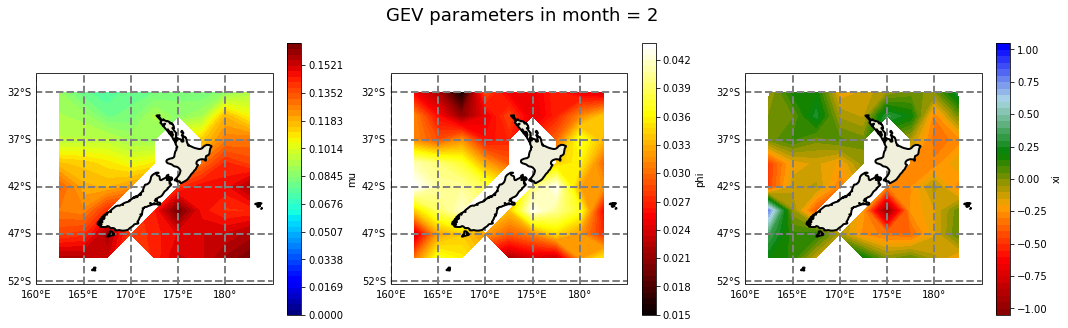 GEV parameters in month = 2
32°S
37°S
42°S
47°S
52°S
160°E 165°E 170°E 175°E 180°
0.1521
0.1352
0.1183
0.1014
0.0845
0.0676
0.0507
0.0338
0.0169
0.0000
mu
32°S
37°S
42°S
47°S
52°S
160°E 165°E 170°E 175°E 180°
0.042
0.039
0.036
0.033
0.030
0.027
0.024
0.021
0.018
0.015
phi
32°S
37°S
42°S
47°S
52°S
160°E 165°E 170°E 175°E 180°
1.00
0.75
0.50
0.25
0.00
−0.25
−0.50
−0.75
−1.00
xi